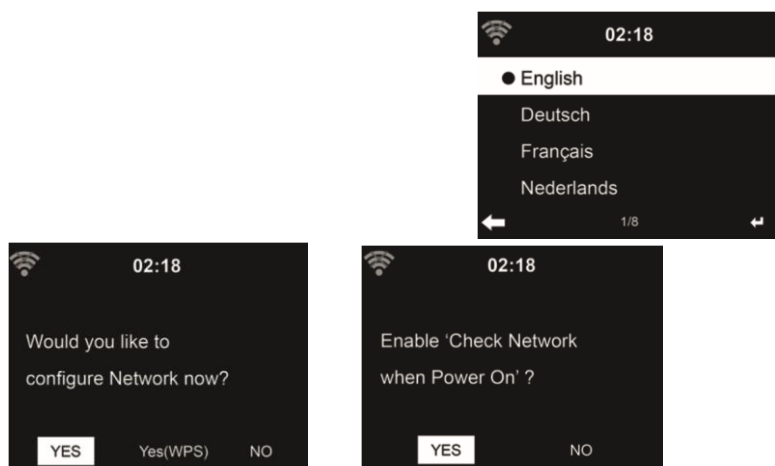 02:18
English
Deutsch
Français
Nederlands
1/8
02:18
Would you like to
configure Network now?
YES Yes(WPS) NO
02:18
Enable ‘Check Network
when Power On’ ?
YES NO